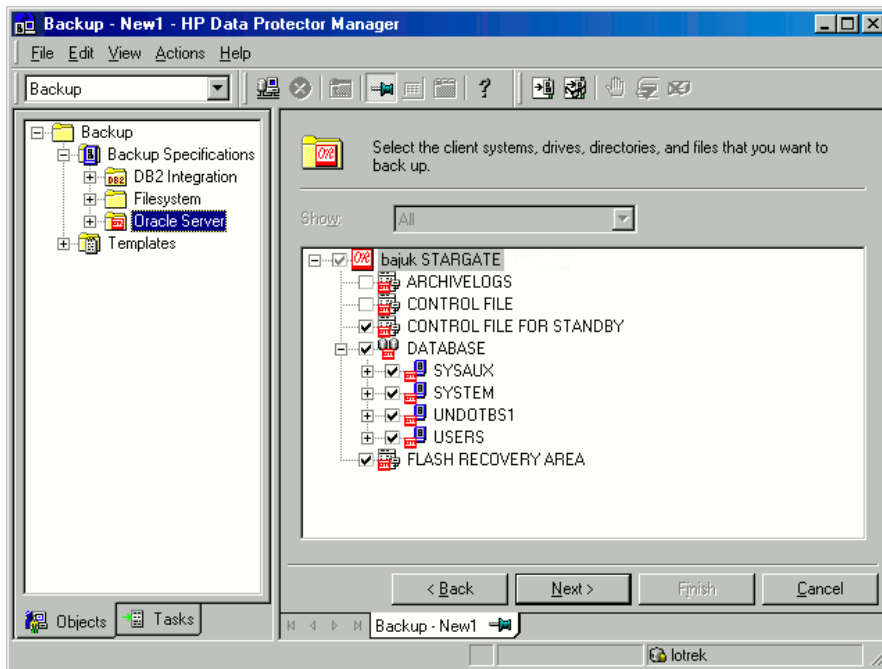 Backup - New1 - HP Data Protector Manager
File Edit View Actions Help
Backup
Backup
Backup Specifications
DB2 Integration
Filesystem
Oracle Server
Templates
Objects
Tasks
Select the client systems, drives, directories, and files that you want to
back up.
Show:
All
bajuk STARGATE
ARCHIVELOGS
CONTROL FILE
CONTROL FILE FOR STANDBY
DATABASE
SYSAUX
SYSTEM
UNDOTBS1
USERS
FLASH RECOVERY AREA
< Back
Next >
Finish
Cancel
Backup - New1
lotrek